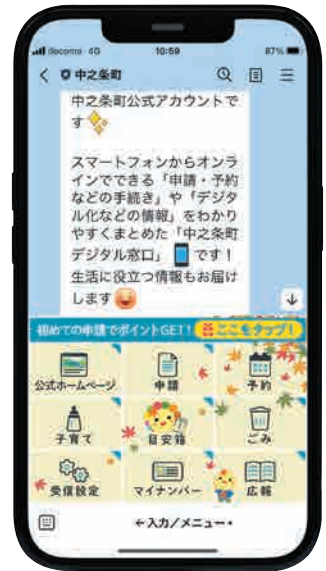 docomo 4G 10:59 87%
中之条町
中之条町公式アカウントで
す✨
スマートフォンからオンラ
インでできる「申請・予約
などの手続き」や「デジタ
ル化などの情報」をわかり
やすくまとめた「中之条町
デジタル窓口」📱です!
生活に役立つ情報もお届け
します😄
初めての申請でポイントGET! ここをタップ!
公式ホームページ 申請 予約
子育て 目安箱 ごみ
受信設定 マイナンバー 広報
←入力/メニュー・